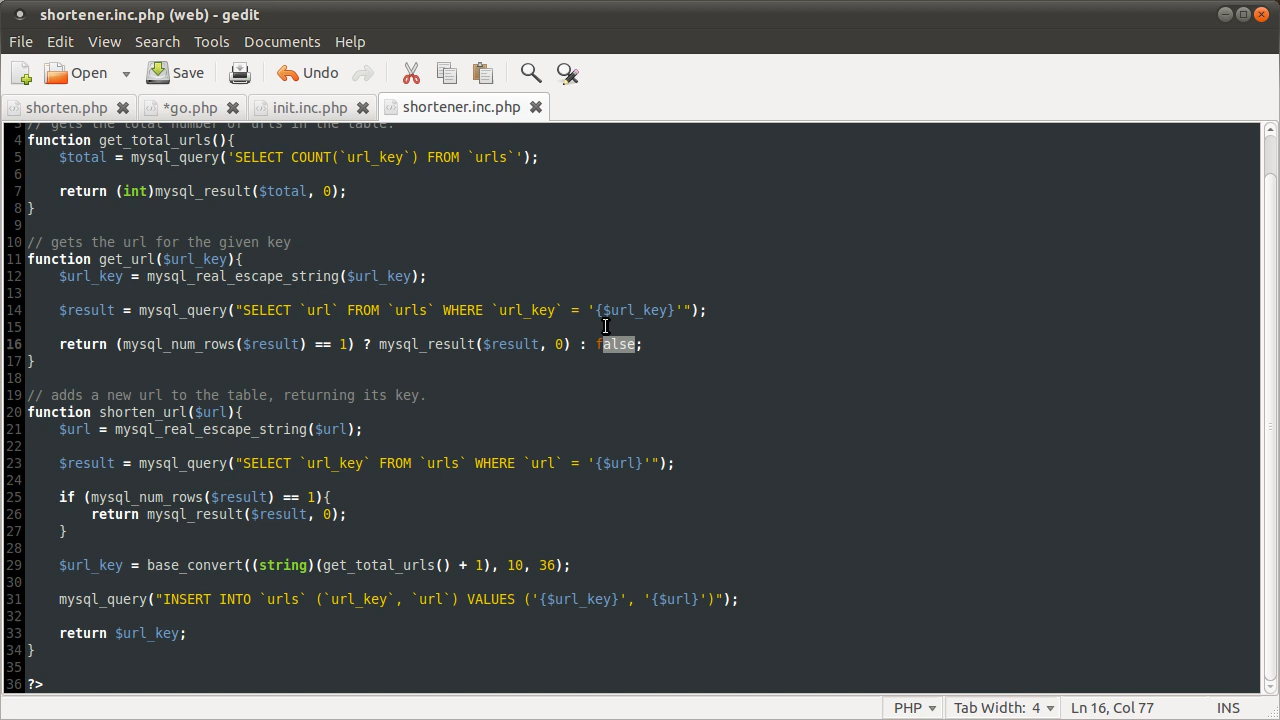 shortener.inc.php (web) - gedit
File Edit View Search Tools Documents Help
Open Save Undo
shorten.php *go.php init.inc.php shortener.inc.php
3 // gets the total number of urls in the table.
4 function get_total_urls(){
5 $total = mysql_query('SELECT COUNT(`url_key`) FROM `urls`');
6
7 return (int)mysql_result($total, 0);
8 }
9
10 // gets the url for the given key
11 function get_url($url_key){
12 $url_key = mysql_real_escape_string($url_key);
13
14 $result = mysql_query("SELECT `url` FROM `urls` WHERE `url_key` = '{$url_key}'");
15
16 return (mysql_num_rows($result) == 1) ? mysql_result($result, 0) : false;
17 }
18
19 // adds a new url to the table, returning its key.
20 function shorten_url($url){
21 $url = mysql_real_escape_string($url);
22
23 $result = mysql_query("SELECT `url_key` FROM `urls` WHERE `url` = '{$url}'");
24
25 if (mysql_num_rows($result) == 1){
26 return mysql_result($result, 0);
27 }
28
29 $url_key = base_convert((string)(get_total_urls() + 1), 10, 36);
30
31 mysql_query("INSERT INTO `urls` (`url_key`, `url`) VALUES ('{$url_key}', '{$url}')");
32
33 return $url_key;
34 }
35
36 ?>
PHP Tab Width: 4 Ln 16, Col 77 INS